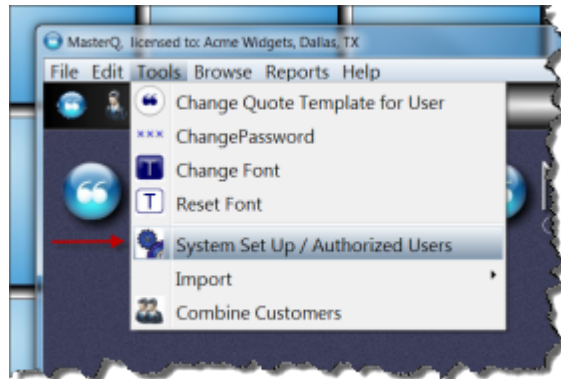 MasterQ, licensed to: Acme Widgets, Dallas, TX
File Edit Tools Browse Reports Help
Change Quote Template for User
xxx ChangePassword
T Change Font
T Reset Font
System Set Up / Authorized Users
Import
Combine Customers